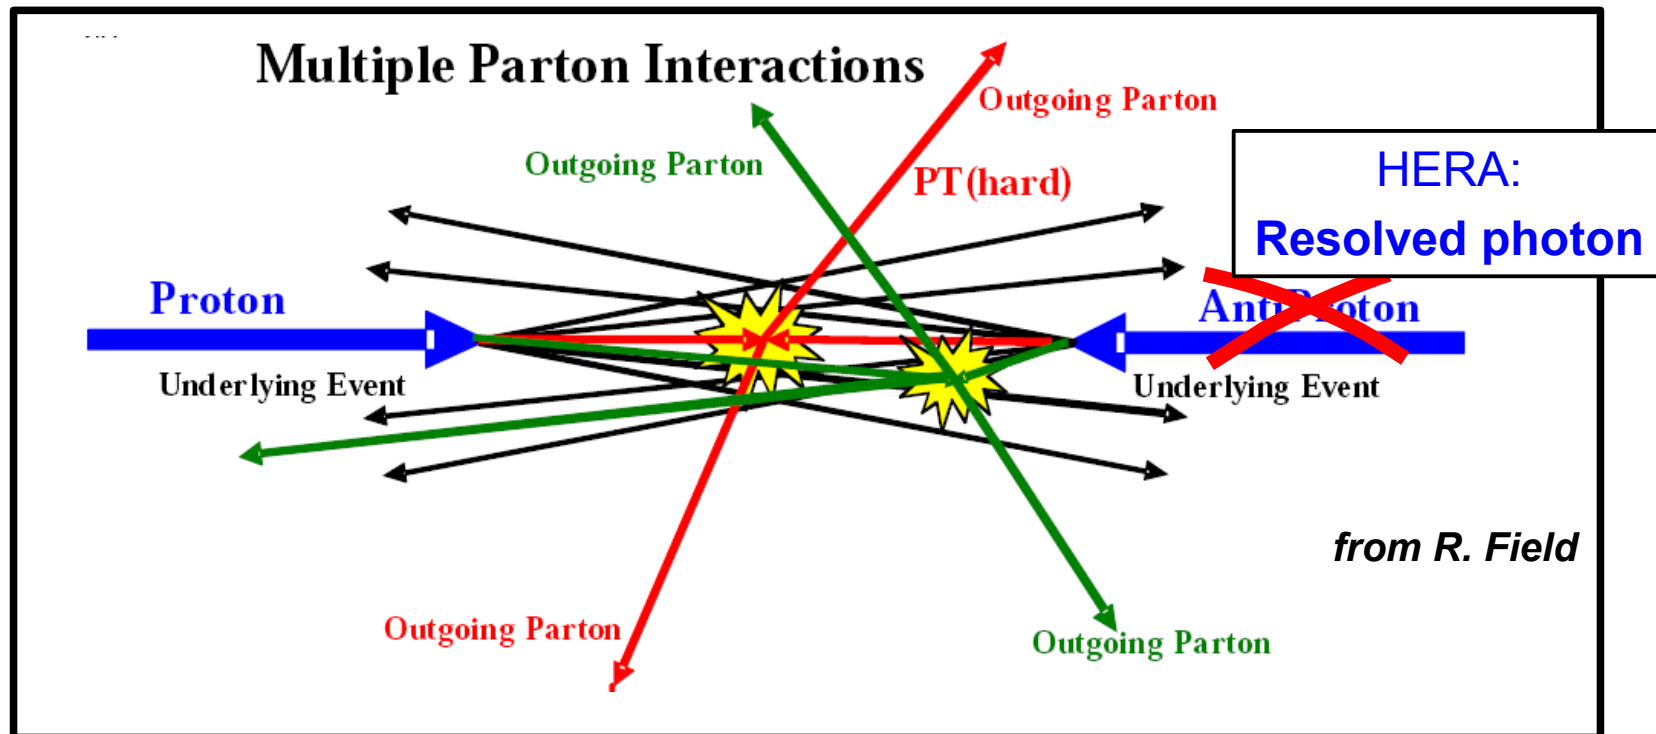 Multiple Parton Interactions
Outgoing Parton
Outgoing Parton
PT(hard)
HERA:
Resolved photon
Proton
AntiProton
Underlying Event
Underlying Event
from R. Field
Outgoing Parton
Outgoing Parton